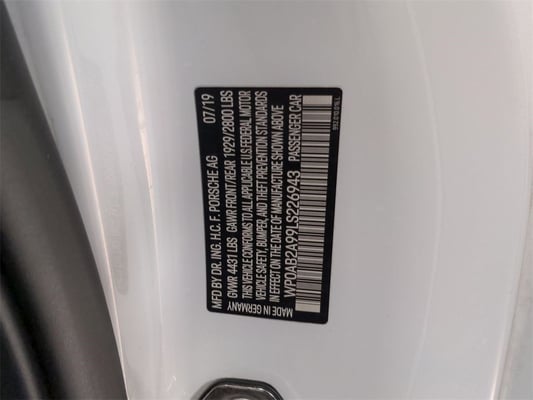 MFD BY DR. ING. H.C. F. PORSCHE AG 07/19
GVWR 4431 LBS GAWR FRONT/REAR 1929/2800 LBS
THIS VEHICLE CONFORMS TO ALL APPLICABLE U.S. FEDERAL MOTOR
VEHICLE SAFETY, BUMPER, AND THEFT PREVENTION STANDARDS
IN EFFECT ON THE DATE OF MANUFACTURE SHOWN ABOVE
WP0AB2A99LS226943 PASSENGER CAR
MADE IN GERMANY